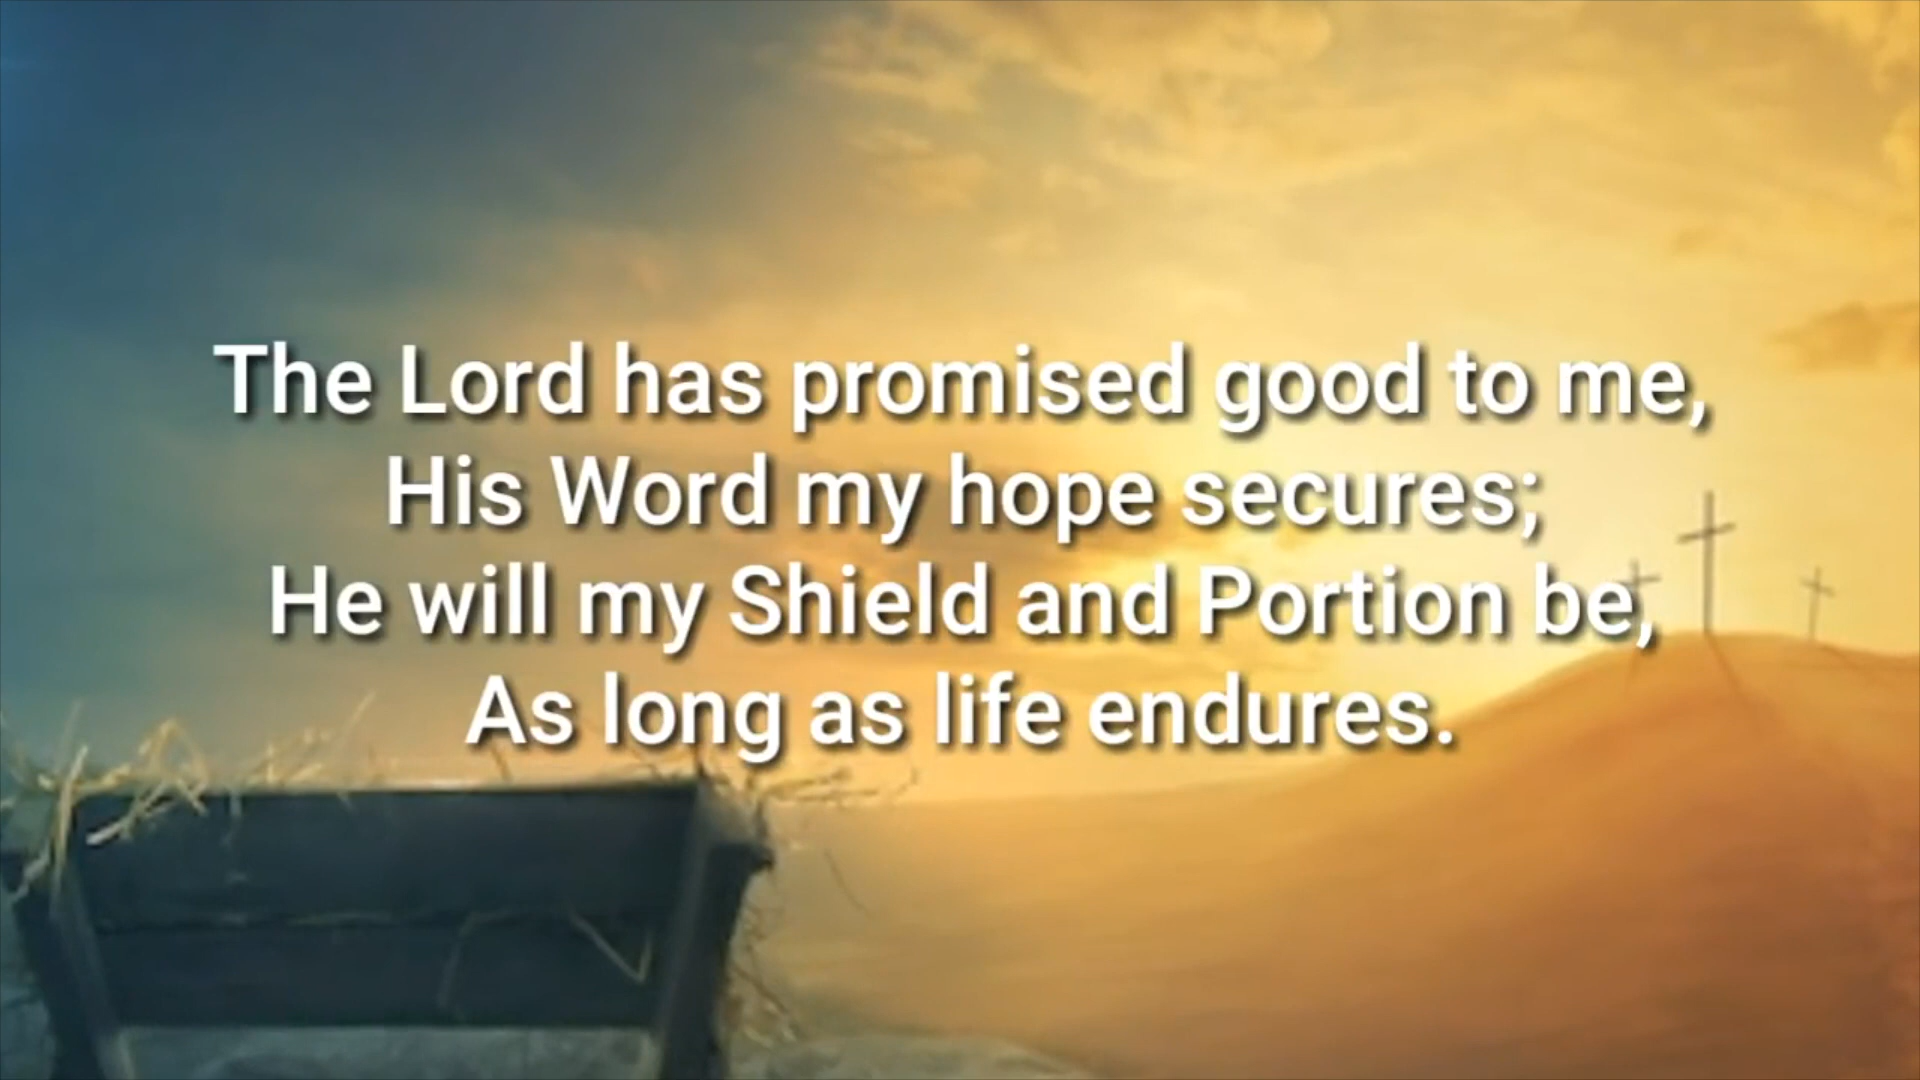 The Lord has promised good to me,
His Word my hope secures;
He will my Shield and Portion be,
As long as life endures.